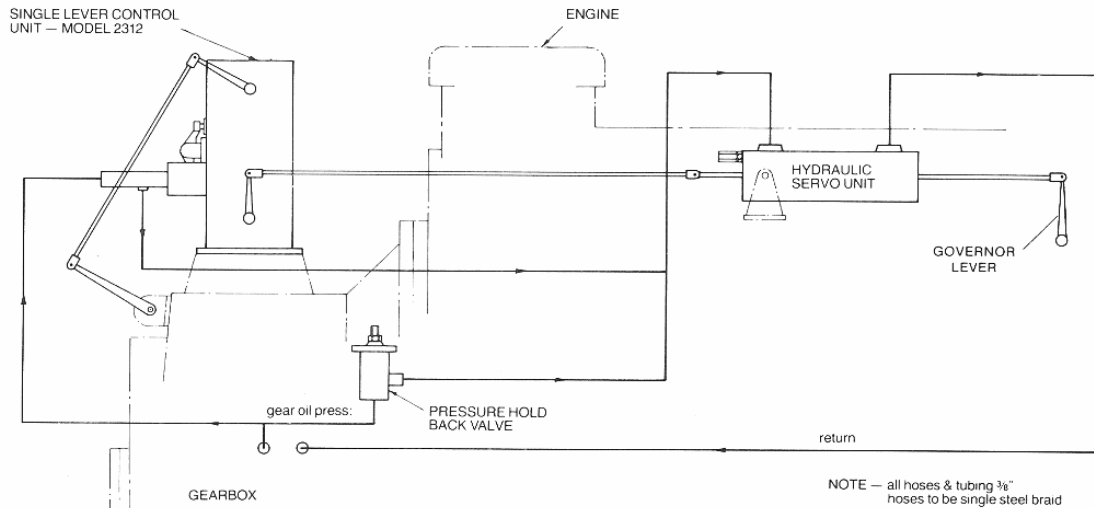 SINGLE LEVER CONTROL
UNIT — MODEL 2312
ENGINE
HYDRAULIC
SERVO UNIT
GOVERNOR
LEVER
gear oil press:
PRESSURE HOLD
BACK VALVE
return
GEARBOX
NOTE — all hoses & tubing ⅜"
hoses to be single steel braid